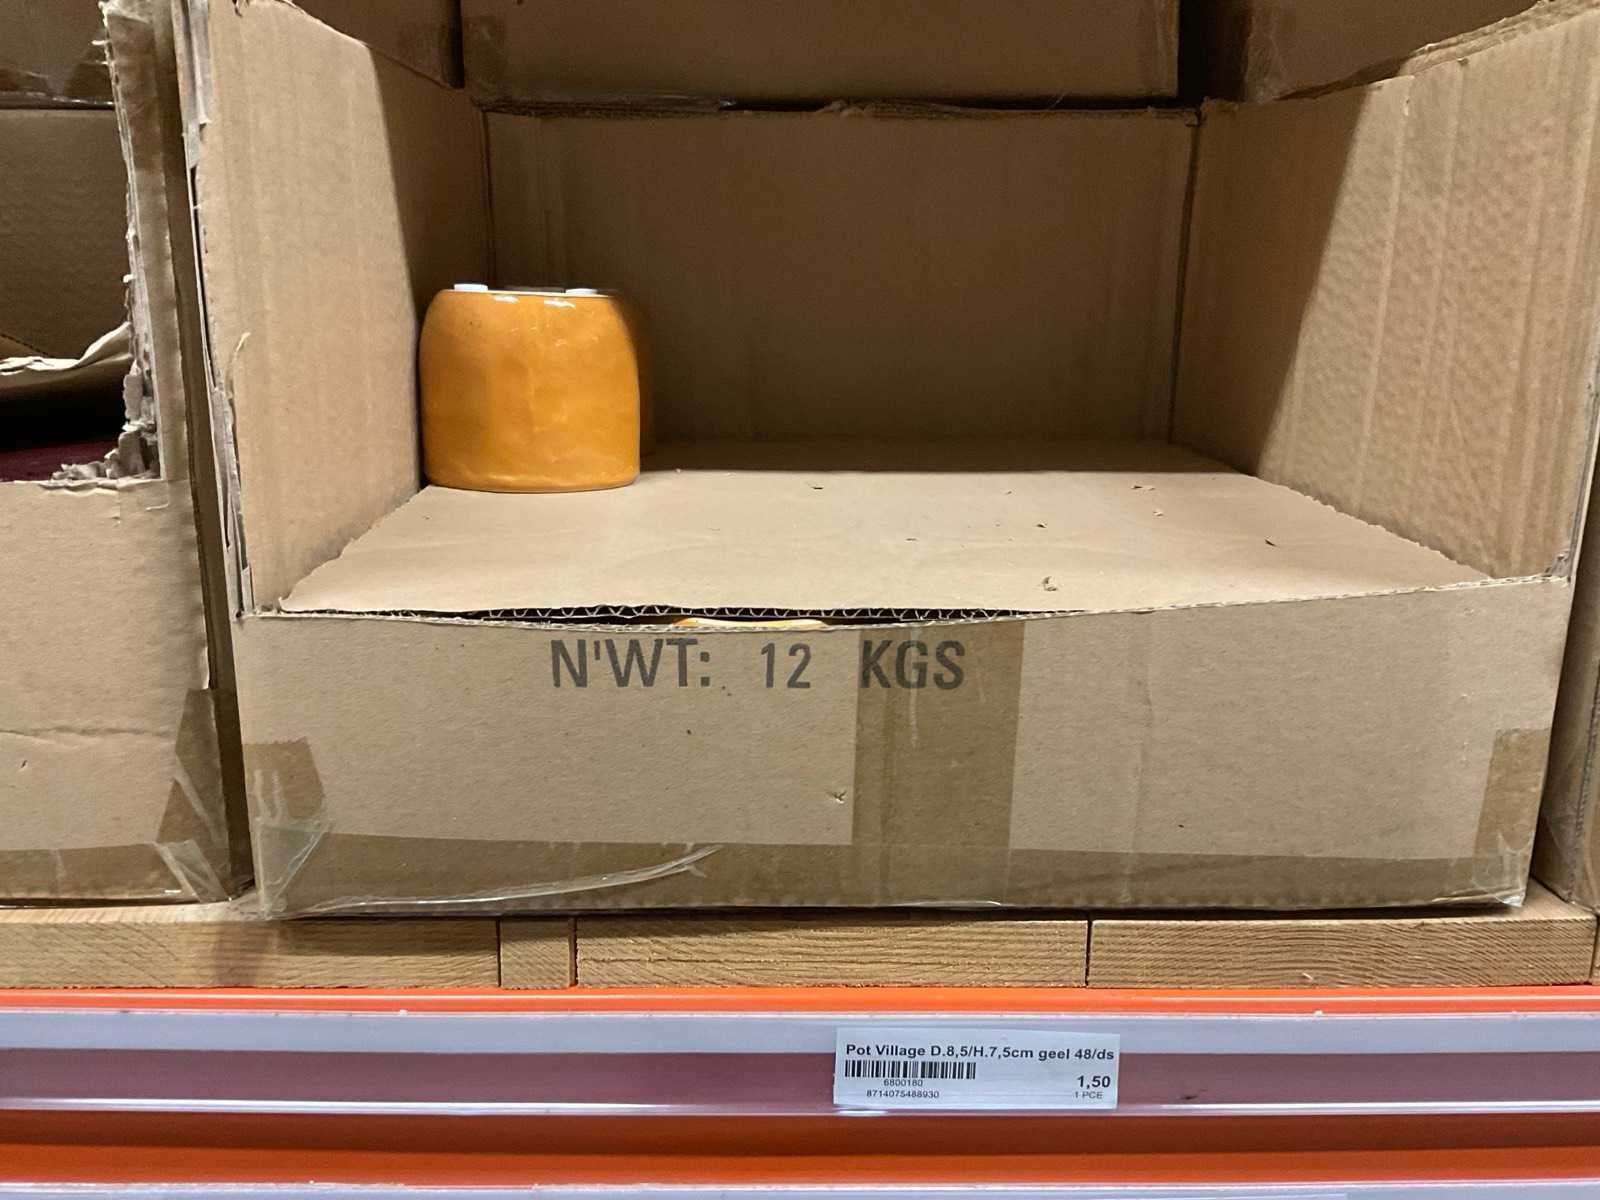 N'WT: 12 KGS
Pot Village D.8,5/H.7,5cm geel 48/ds
6800180
1,50
8714075488930
1 PCE